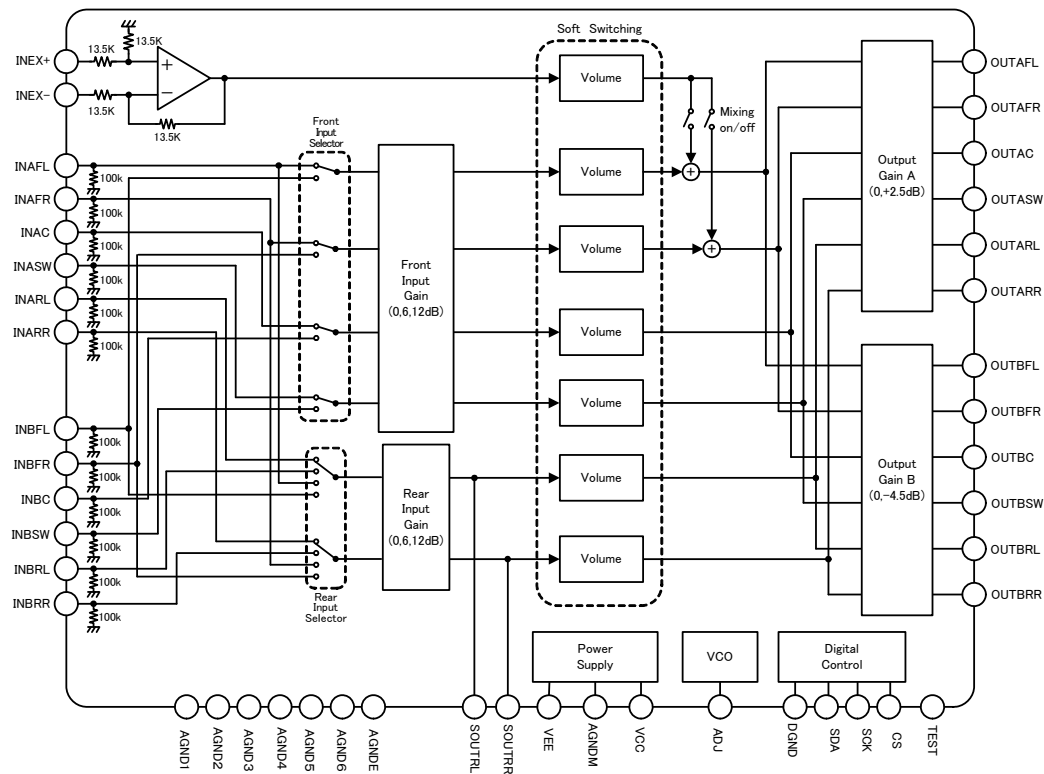 Soft Switching
13.5K
13.5K
INEX+
INEX-
13.5K
13.5K
+
−
Volume
Mixing
on/off
Front
Input
Selector
INAFL
100k
INAFR
100k
INAC
100k
INASW
100k
INARL
100k
INARR
100k
Front
Input
Gain
(0,6,12dB)
Volume
+
Volume
+
Volume
Volume
INBFL
100k
INBFR
100k
INBC
100k
INBSW
100k
INBRL
100k
INBRR
100k
Rear
Input
Gain
(0,6,12dB)
Rear
Input
Selector
Volume
Volume
Output
Gain A
(0,+2.5dB)
OUTAFL
OUTAFR
OUTAC
OUTASW
OUTARL
OUTARR
Output
Gain B
(0,−4.5dB)
OUTBFL
OUTBFR
OUTBC
OUTBSW
OUTBRL
OUTBRR
Power
Supply
VCO
Digital
Control
AGND1
AGND2
AGND3
AGND4
AGND5
AGND6
AGNDE
SOUTRL
SOUTRR
VEE
AGNDM
VCC
ADJ
DGND
SDA
SCK
CS
TEST